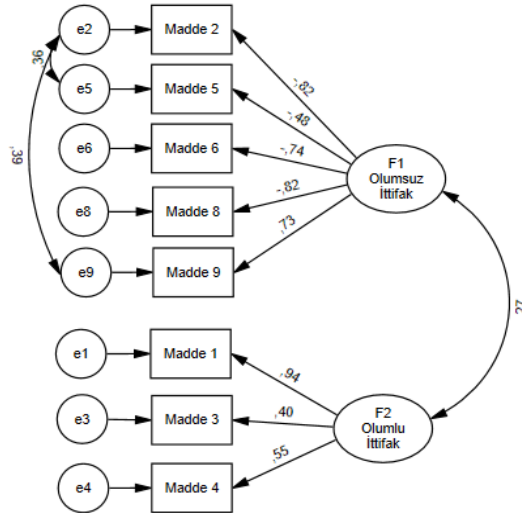 e2
Madde 2
-,82
,36
e5
Madde 5
-,48
e6
Madde 6
-,74
F1
Olumsuz
İttifak
,39
e8
Madde 8
-,82
e9
Madde 9
,73
,27
e1
Madde 1
,94
e3
Madde 3
,40
F2
Olumlu
İttifak
e4
Madde 4
,55